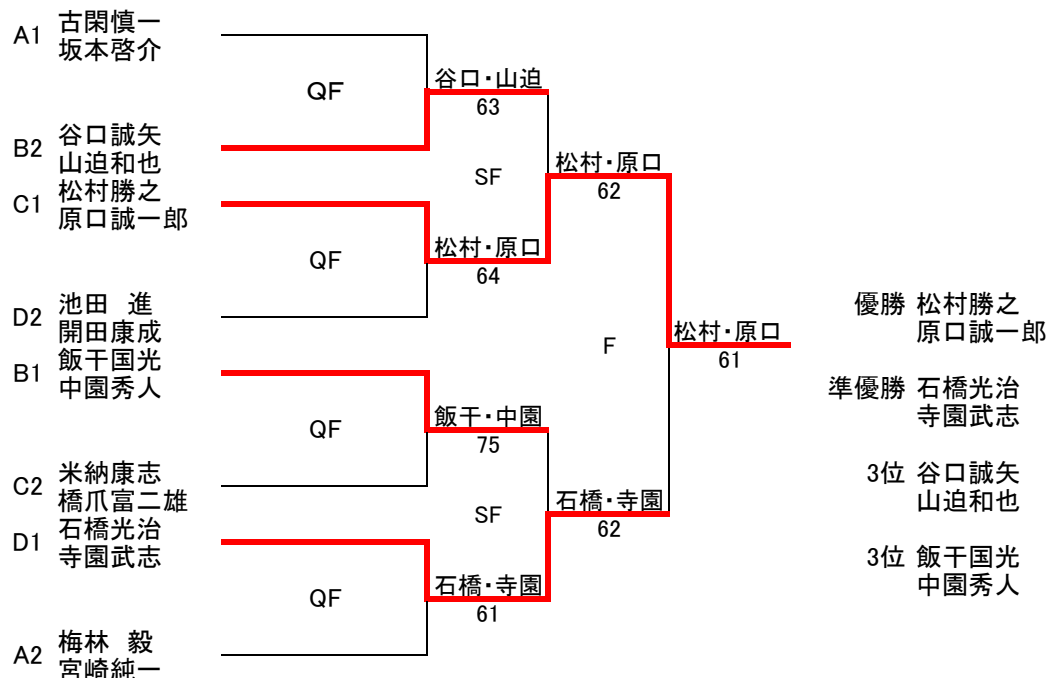 A1 古閑慎一
坂本啓介
QF
谷口・山迫
63
B2 谷口誠矢
山迫和也
SF
松村・原口
62
C1 松村勝之
原口誠一郎
QF
松村・原口
64
D2 池田　進
開田康成
F
松村・原口
61
B1 飯干国光
中園秀人
QF
飯干・中園
75
C2 米納康志
橋爪富二雄
SF
石橋・寺園
62
D1 石橋光治
寺園武志
QF
石橋・寺園
61
A2 梅林　毅
宮崎純一
優勝 松村勝之
原口誠一郎
準優勝 石橋光治
寺園武志
3位 谷口誠矢
山迫和也
3位 飯干国光
中園秀人